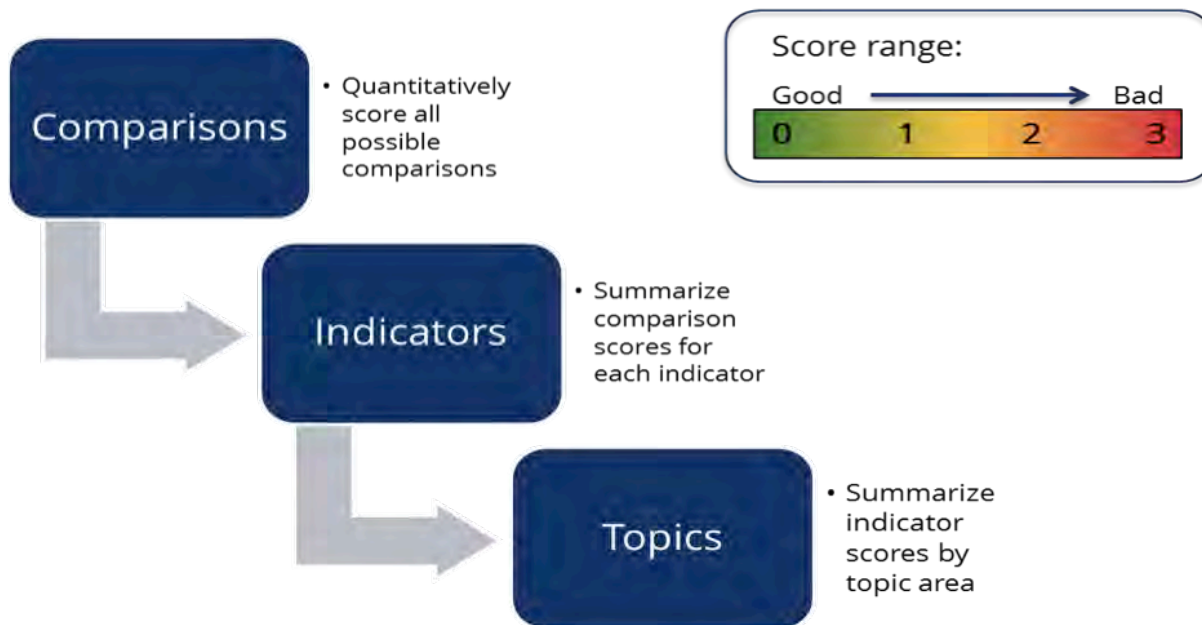 Comparisons
• Quantitatively
score all
possible
comparisons
Score range:
Good Bad
0 1 2 3
Indicators
• Summarize
comparison
scores for
each indicator
Topics
• Summarize
indicator
scores by
topic area